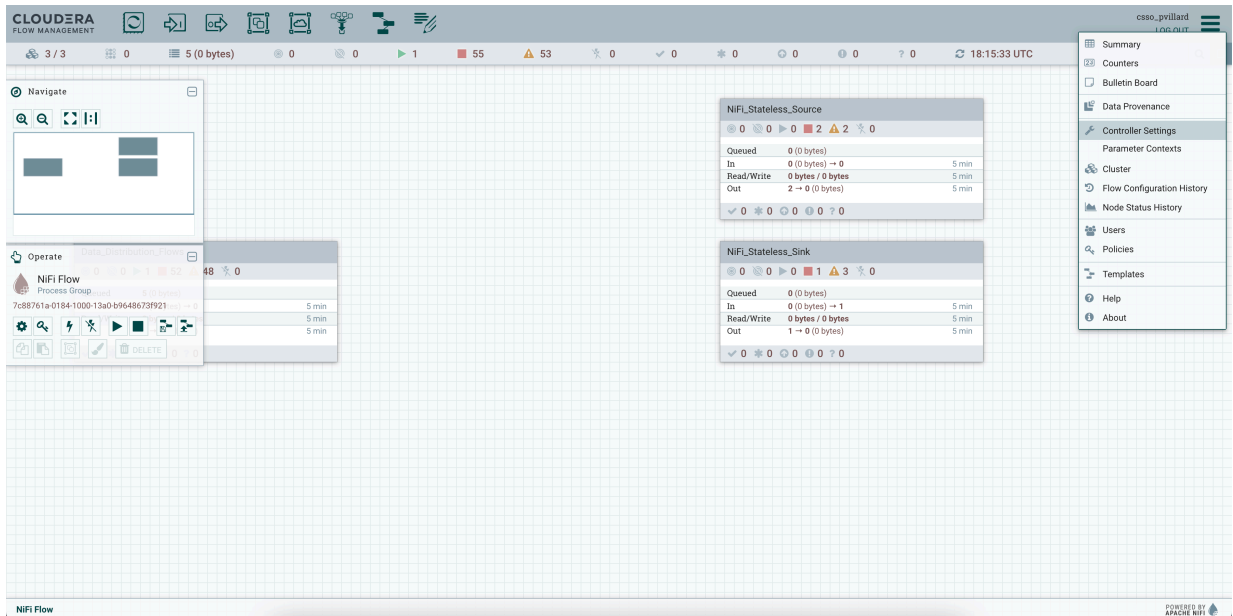 CLOUDERA
FLOW MANAGEMENT
csso_pvillard
LOG OUT
3 / 3 0 5 (0 bytes) 0 0 1 55 53 0 0 0 0 0 ? 0 18:15:33 UTC
Navigate
Operate
NiFi Flow
Process Group
7c88761a-0184-1000-13a0-b9648673f921
DELETE
Data_Distribution_Flows
0 0 1 52 48 0
5 min
5 min
5 min
NiFi_Stateless_Source
0 0 0 2 2 0
Queued 0 (0 bytes)
In 0 (0 bytes) → 0 5 min
Read/Write 0 bytes / 0 bytes 5 min
Out 2 → 0 (0 bytes) 5 min
0 0 0 0 ? 0
NiFi_Stateless_Sink
0 0 0 1 3 0
Queued 0 (0 bytes)
In 0 (0 bytes) → 1 5 min
Read/Write 0 bytes / 0 bytes 5 min
Out 1 → 0 (0 bytes) 5 min
0 0 0 0 ? 0
Summary
Counters
Bulletin Board
Data Provenance
Controller Settings
Parameter Contexts
Cluster
Flow Configuration History
Node Status History
Users
Policies
Templates
Help
About
NiFi Flow
POWERED BY
APACHE NIFI